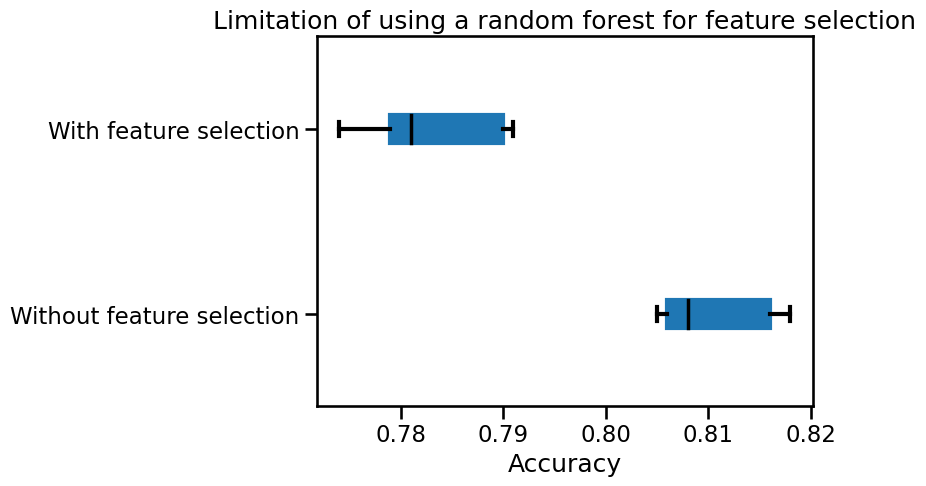 Limitation of using a random forest for feature selection
With feature selection
Without feature selection
0.78 0.79 0.80 0.81 0.82
Accuracy